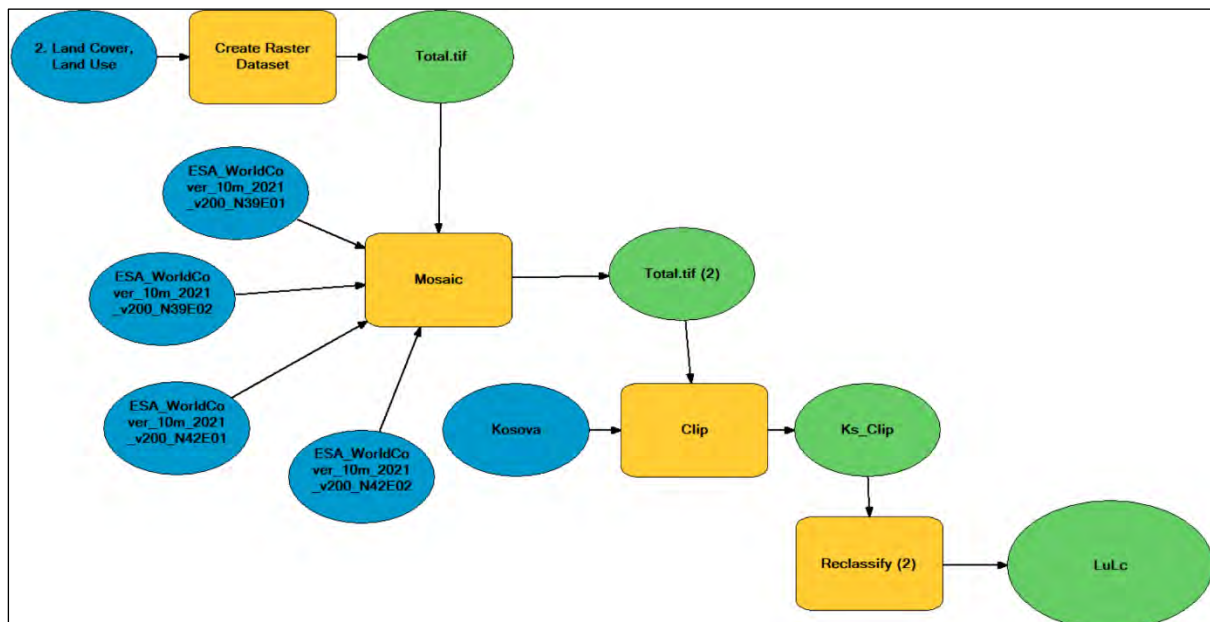 2. Land Cover,
Land Use
Create Raster
Dataset
Total.tif
ESA_WorldCo
ver_10m_2021
_v200_N39E01
ESA_WorldCo
ver_10m_2021
_v200_N39E02
ESA_WorldCo
ver_10m_2021
_v200_N42E01
ESA_WorldCo
ver_10m_2021
_v200_N42E02
Mosaic
Total.tif (2)
Kosova
Clip
Ks_Clip
Reclassify (2)
LuLc